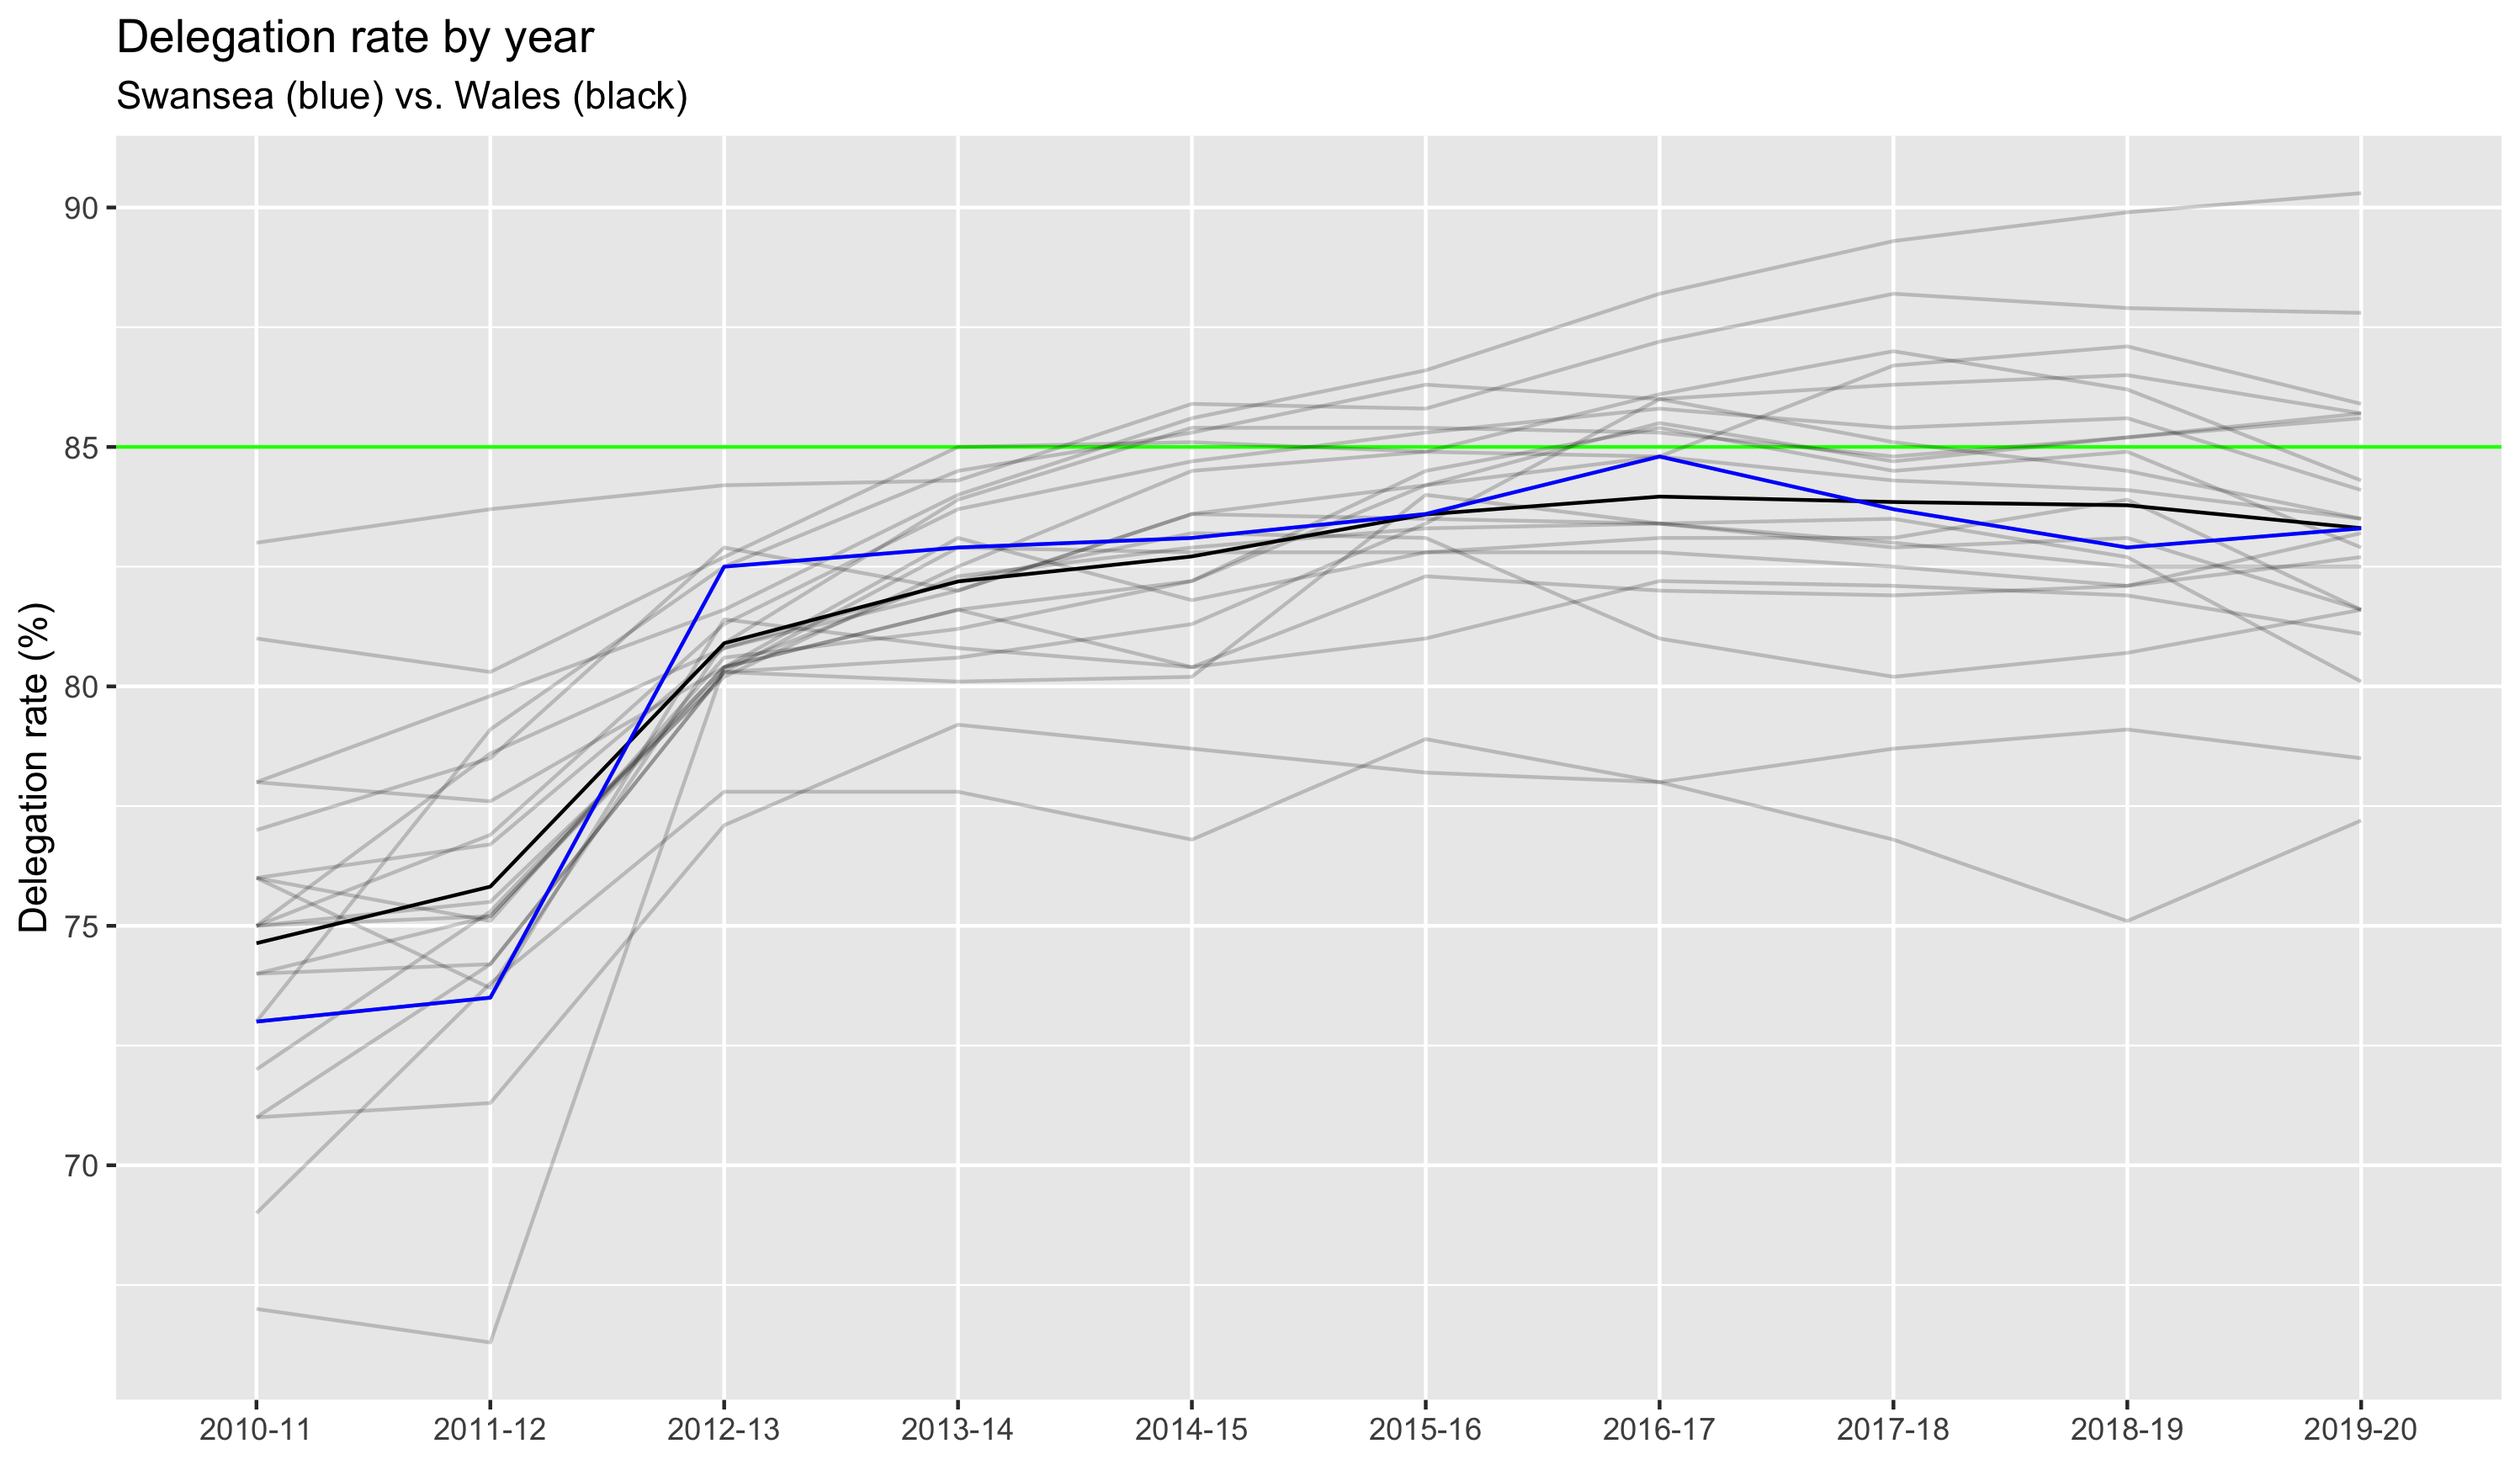 Delegation rate by year
Swansea (blue) vs. Wales (black)
Delegation rate (%)
90
85
80
75
70
2010-11 2011-12 2012-13 2013-14 2014-15 2015-16 2016-17 2017-18 2018-19 2019-20